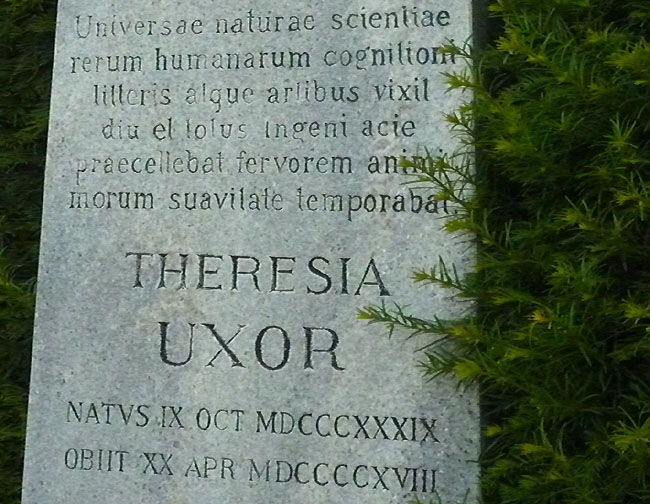 Universae naturae scientiae
rerum humanarum cognitioni
litteris atque artibus vixit
diu et totus ingeni acie
praecellebat fervorem animi
morum suavitate temporabat.
THERESIA
UXOR
NATVS IX OCT MDCCCXXXIX
OBIIT XX APR MDCCCCXVIII